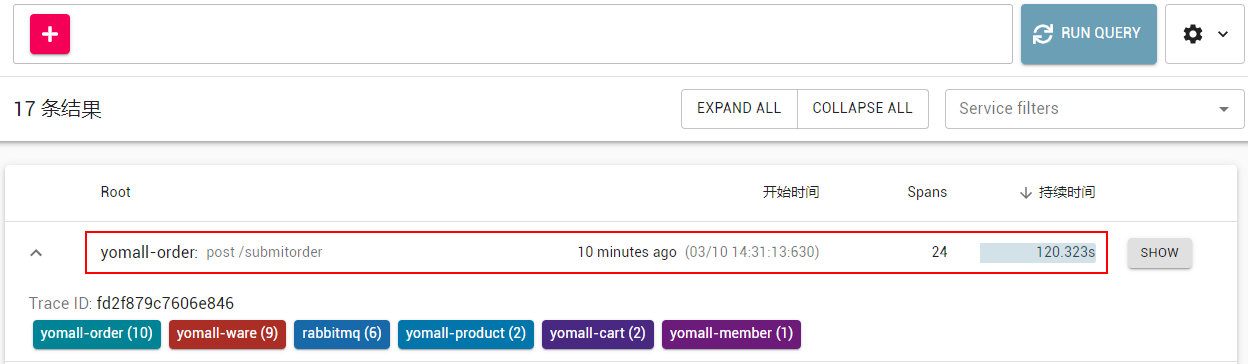 RUN QUERY
17 条结果
EXPAND ALL COLLAPSE ALL Service filters
Root 开始时间 Spans 持续时间
yomall-order: post /submitorder 10 minutes ago (03/10 14:31:13:630) 24 120.323s SHOW
Trace ID: fd2f879c7606e846
yomall-order (10) yomall-ware (9) rabbitmq (6) yomall-product (2) yomall-cart (2) yomall-member (1)